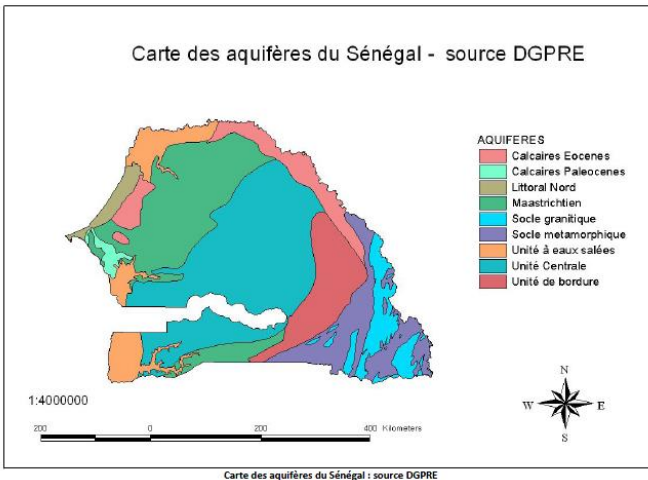 Carte des aquifères du Sénégal - source DGPRE
AQUIFERES
Calcaires Eocenes
Calcaires Paleocenes
Littoral Nord
Maastrichtien
Socle granitique
Socle metamorphique
Unité à eaux salées
Unité Centrale
Unité de bordure
1:4000000
200 0 200 400 Kilometers
N
W E
S
Carte des aquifères du Sénégal : source DGPRE